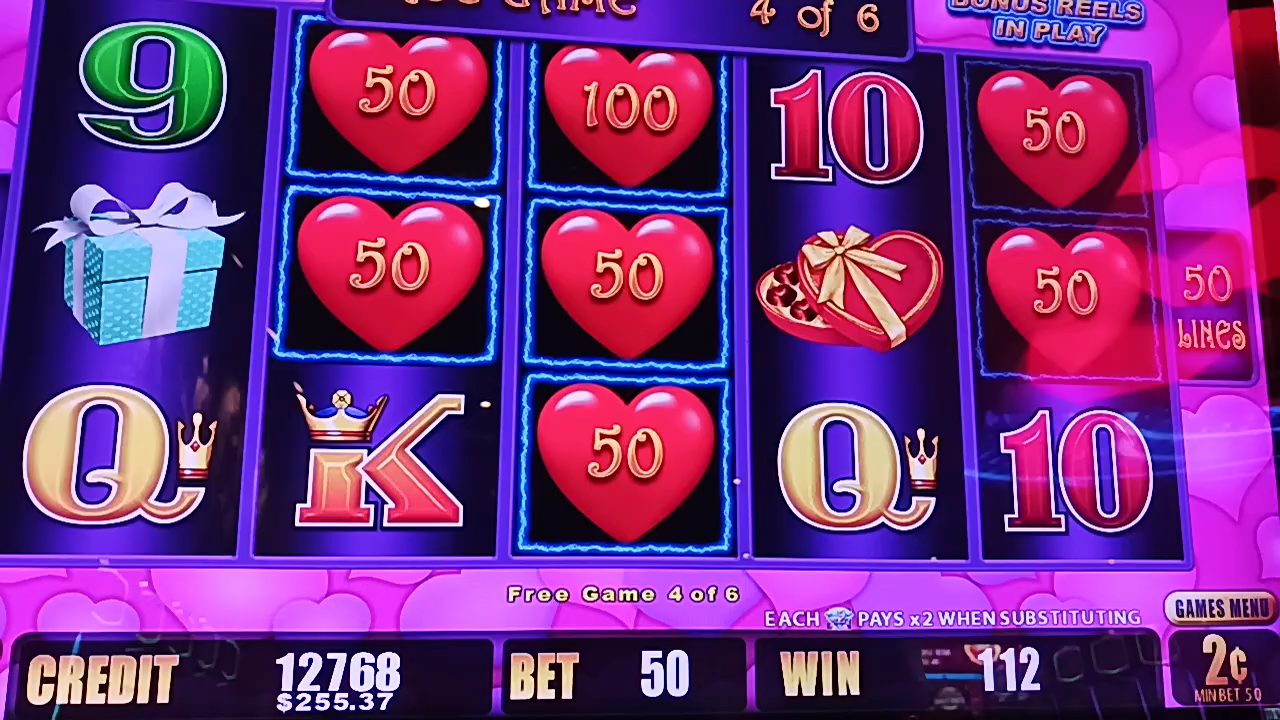 GAME
4 of 6
BONUS REELS
IN PLAY
9
50
100
10
50
50
50
50
50
LINES
Q
K
50
Q
10
Free Game 4 of 6
EACH PAYS x2 WHEN SUBSTITUTING
GAMES MENU
CREDIT
12768
$255.37
BET
50
WIN
112
2¢
MIN BET 50